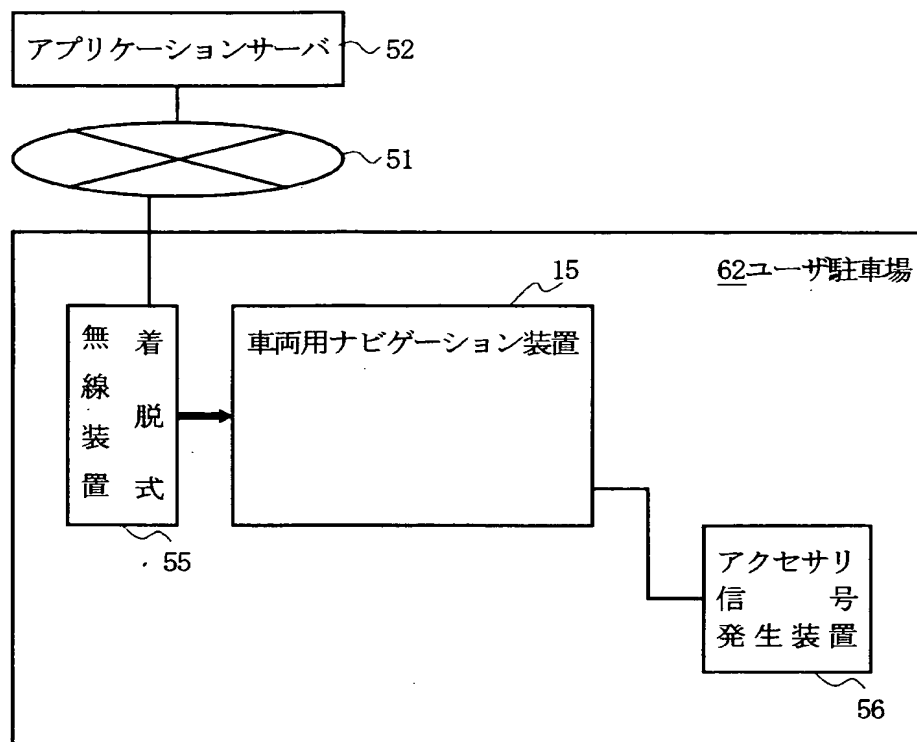 アプリケーションサーバ
52
51
62ユーザ駐車場
15
車両用ナビゲーション装置
着脱式
無線装置
55
アクセサリ
信号
発生装置
56